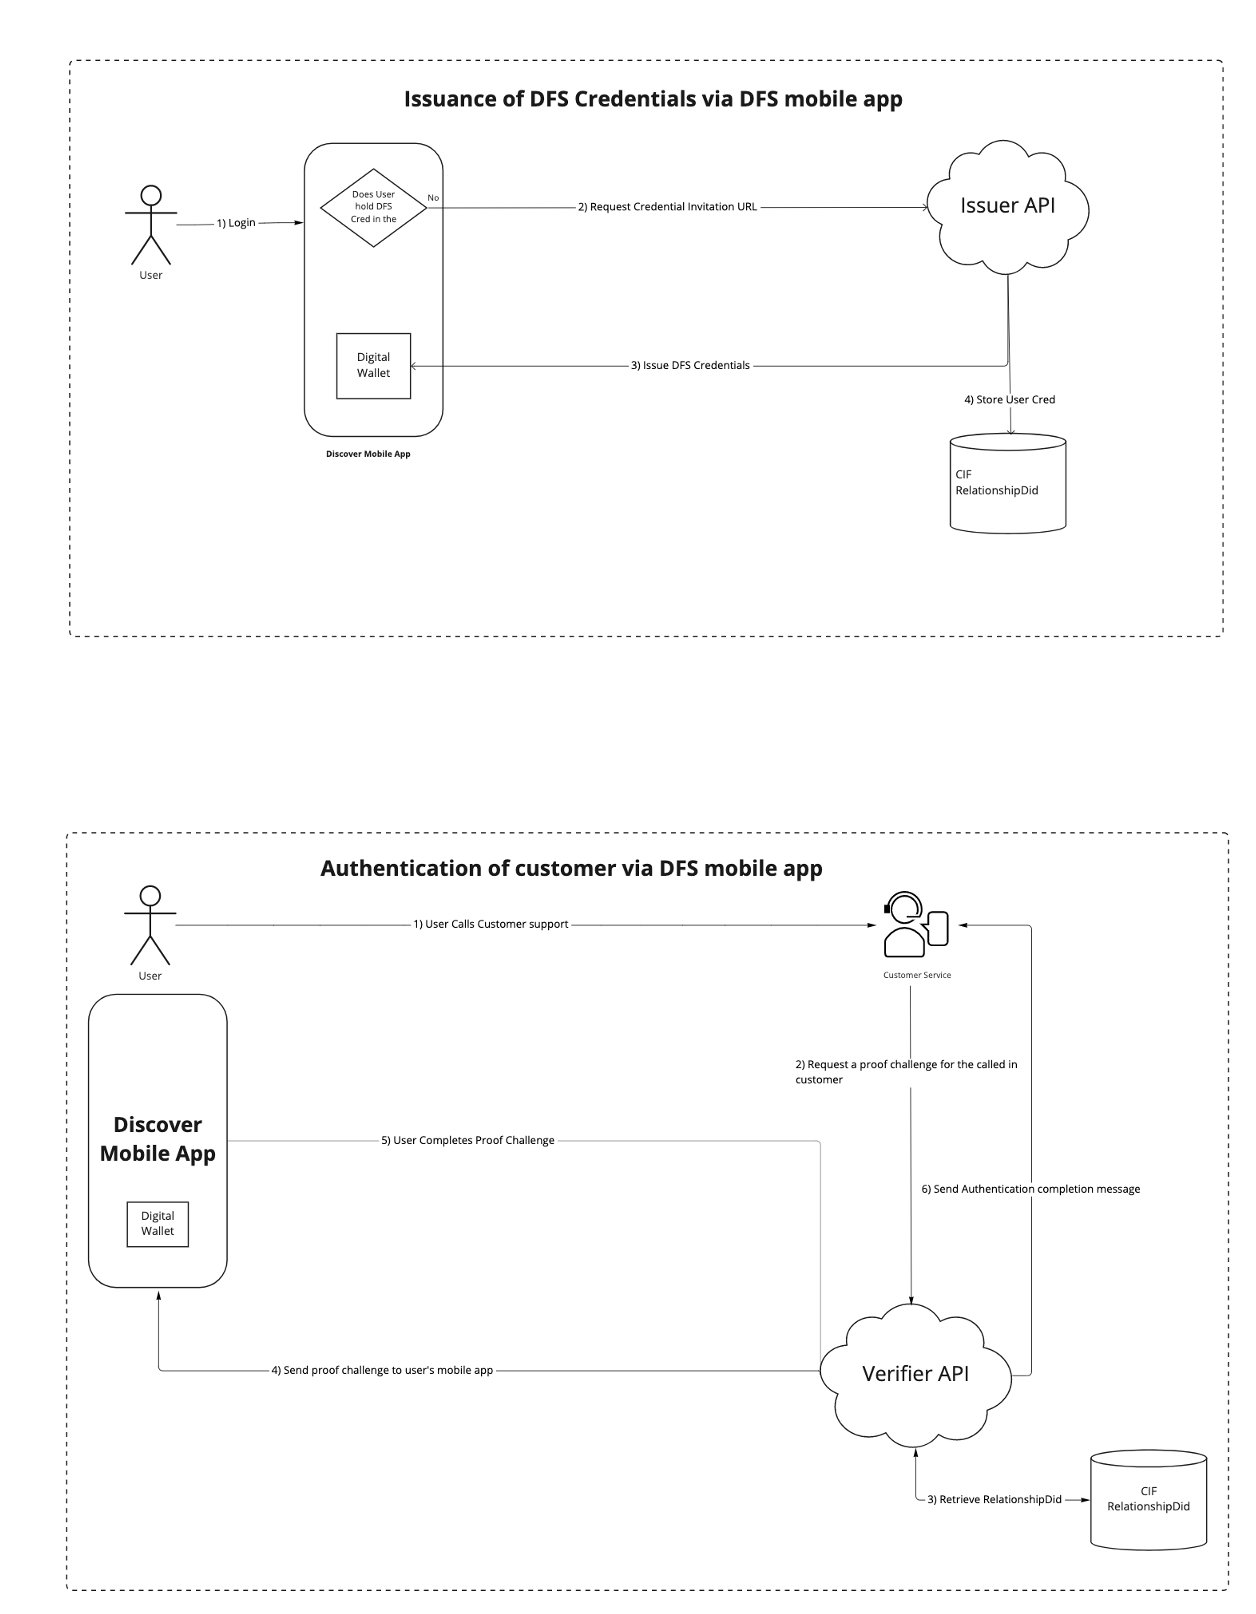 Issuance of DFS Credentials via DFS mobile app
Does User
hold DFS
Cred in the
No
1) Login
2) Request Credential Invitation URL
Issuer API
User
Digital
Wallet
3) Issue DFS Credentials
4) Store User Cred
Discover Mobile App
CIF
RelationshipDid
Authentication of customer via DFS mobile app
1) User Calls Customer support
User
Customer Service
2) Request a proof challenge for the called in
customer
Discover
Mobile App
5) User Completes Proof Challenge
6) Send Authentication completion message
Digital
Wallet
4) Send proof challenge to user's mobile app
Verifier API
3) Retrieve RelationshipDid
CIF
RelationshipDid